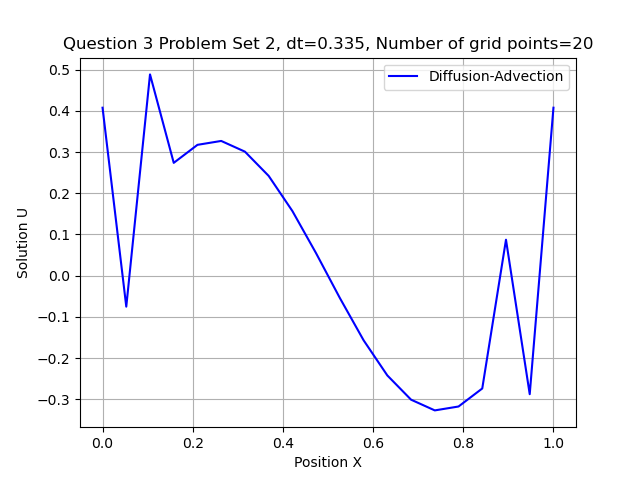 Question 3 Problem Set 2, dt=0.335, Number of grid points=20
Diffusion-Advection
Solution U
0.5
0.4
0.3
0.2
0.1
0.0
−0.1
−0.2
−0.3
0.0 0.2 0.4 0.6 0.8 1.0
Position X